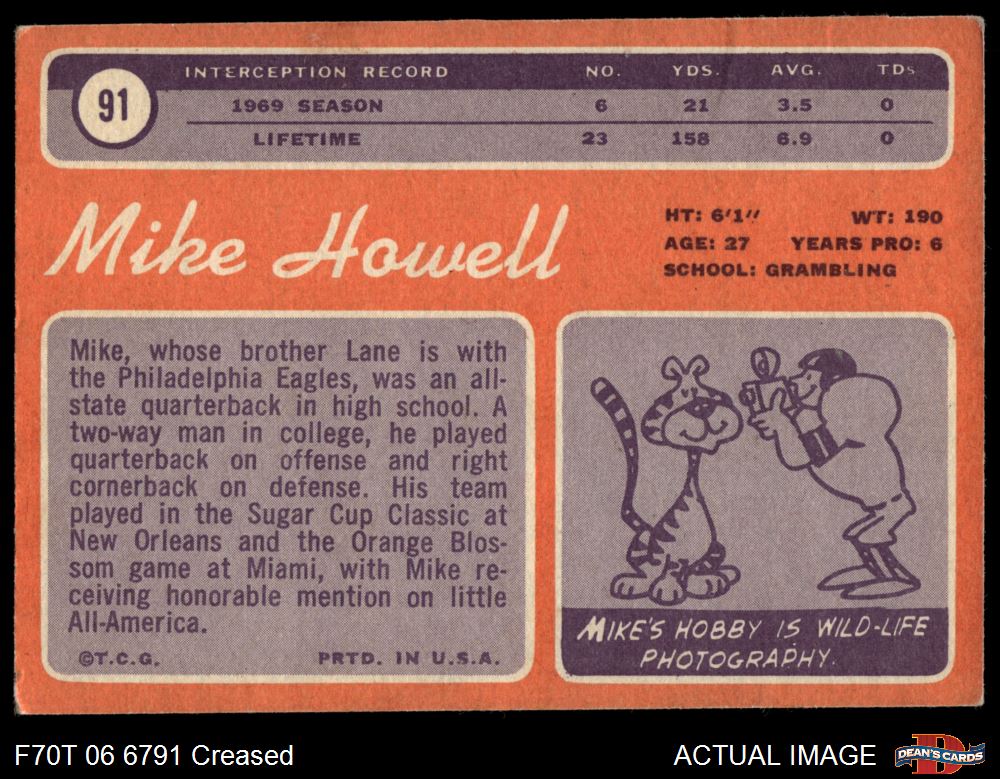 91
INTERCEPTION RECORD NO. YDS. AVG. TDs
1969 SEASON 6 21 3.5 0
LIFETIME 23 158 6.9 0
Mike Howell
HT: 6'1" WT: 190
AGE: 27 YEARS PRO: 6
SCHOOL: GRAMBLING
Mike, whose brother Lane is with
the Philadelphia Eagles, was an all-
state quarterback in high school. A
two-way man in college, he played
quarterback on offense and right
cornerback on defense. His team
played in the Sugar Cup Classic at
New Orleans and the Orange Blos-
som game at Miami, with Mike re-
ceiving honorable mention on little
All-America.
©T.C.G. PRTD. IN U.S.A.
MIKE'S HOBBY IS WILD-LIFE
PHOTOGRAPHY.
F70T 06 6791 Creased
ACTUAL IMAGE
DEAN'S CARDS